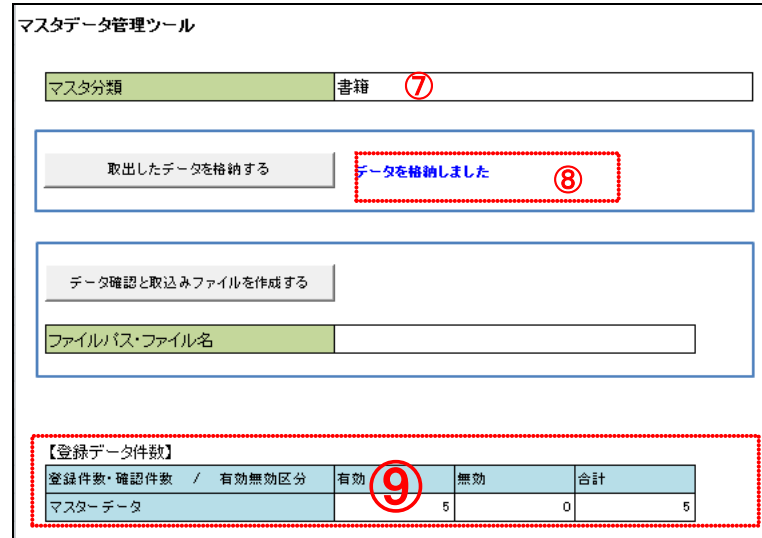 マスタデータ管理ツール
マスタ分類 書籍 ⑦
取出したデータを格納する データを格納しました ⑧
データ確認と取込みファイルを作成する
ファイルパス・ファイル名
【登録データ件数】
登録件数・確認件数 / 有効無効区分 有効 ⑨ 無効 合計
マスターデータ 5 0 5